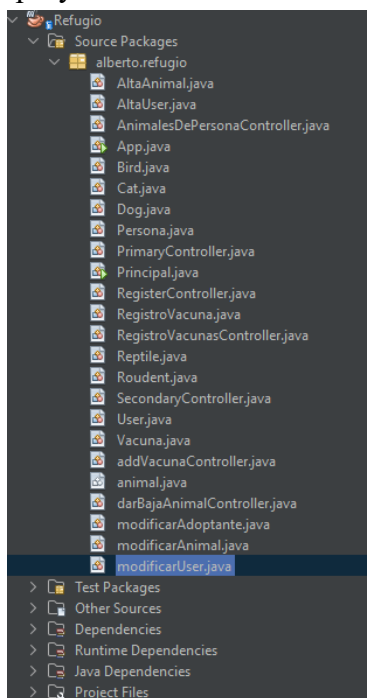 Refugio
Source Packages
alberto.refugio
AltaAnimal.java
AltaUser.java
AnimalesDePersonaController.java
App.java
Bird.java
Cat.java
Dog.java
Persona.java
PrimaryController.java
Principal.java
RegisterController.java
RegistroVacuna.java
RegistroVacunasController.java
Reptile.java
Roudent.java
SecondaryController.java
User.java
Vacuna.java
addVacunaController.java
animal.java
darBajaAnimalController.java
modificarAdoptante.java
modificarAnimal.java
modificarUser.java
Test Packages
Other Sources
Dependencies
Runtime Dependencies
Java Dependencies
Project Files